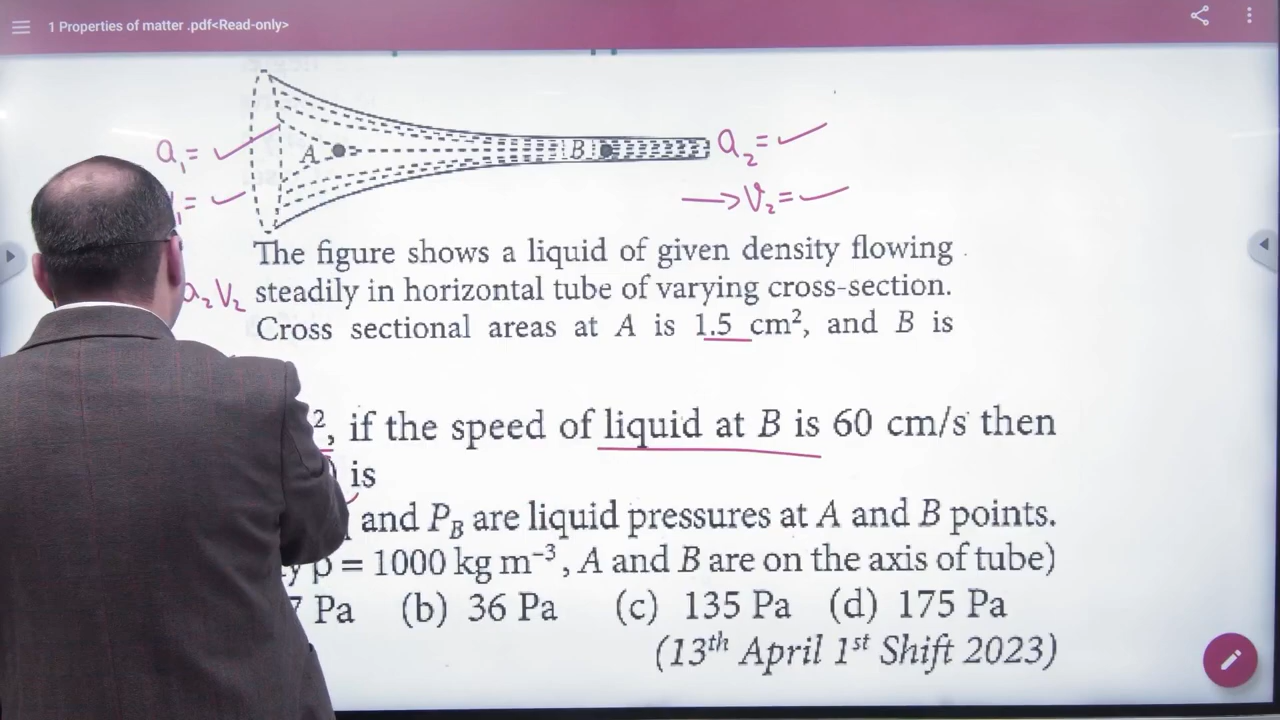 1 Properties of matter .pdf<Read-only>
a₁ =
A
B
a₂ =
= 
→ V₂ =
The figure shows a liquid of given density flowing
a₂ V₂ steadily in horizontal tube of varying cross-section.
Cross sectional areas at A is 1.5 cm², and B is
², if the speed of liquid at B is 60 cm/s then
is
and P_B are liquid pressures at A and B points.
y ρ = 1000 kg m⁻³, A and B are on the axis of tube)
7 Pa (b) 36 Pa (c) 135 Pa (d) 175 Pa
(13th April 1st Shift 2023)